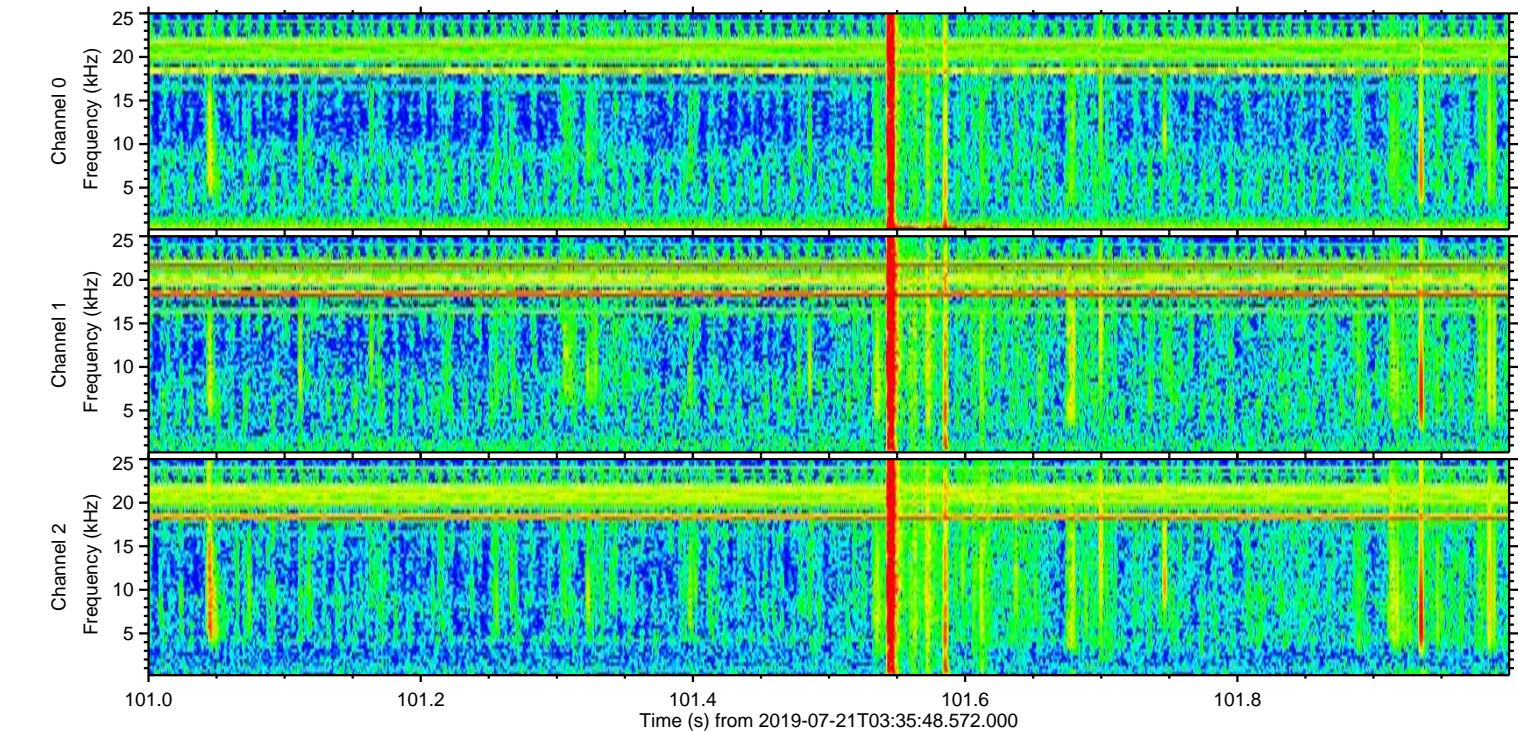 Channel 0
Frequency (kHz)
25
20
15
10
5
Channel 1
Frequency (kHz)
25
20
15
10
5
Channel 2
Frequency (kHz)
25
20
15
10
5
101.0 101.2 101.4 101.6 101.8
Time (s) from 2019-07-21T03:35:48.572.000